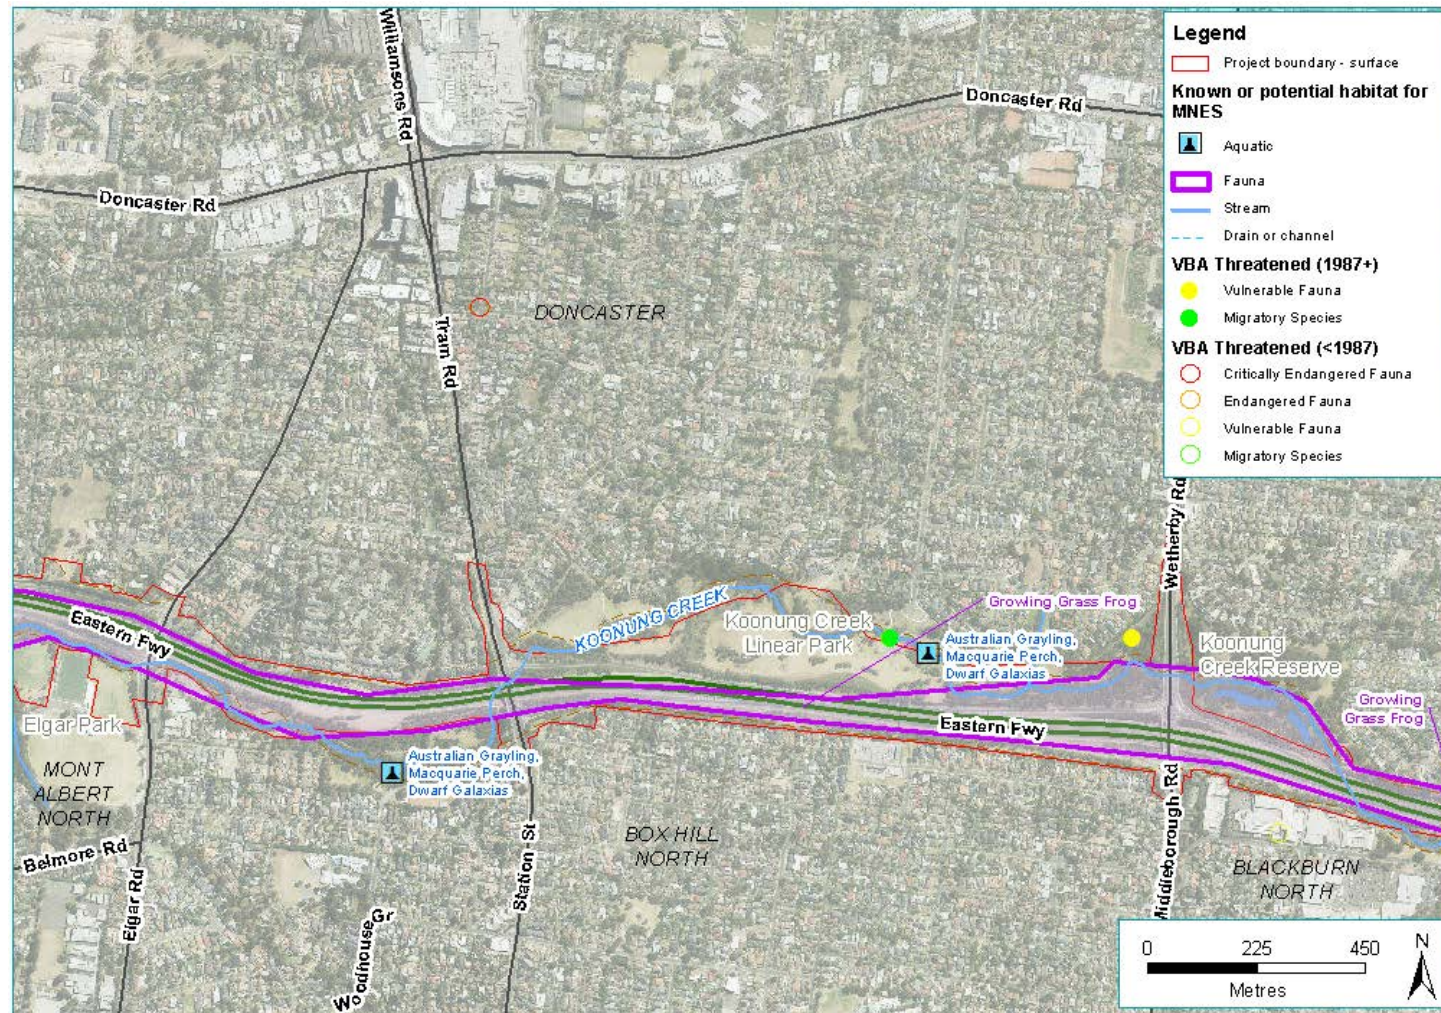 Williamsons Rd
Doncaster Rd
Doncaster Rd
DONCASTER
Tram Rd
Legend
Project boundary - surface
Known or potential habitat for
MNES
Aquatic
Fauna
Stream
Drain or channel
VBA Threatened (1987+)
Vulnerable Fauna
Migratory Species
VBA Threatened (<1987)
Critically Endangered Fauna
Endangered Fauna
Vulnerable Fauna
Migratory Species
Wetherby Rd
Eastern Fwy
KOONUNG CREEK
Koonung Creek
Linear Park
Growling Grass Frog
Australian Grayling,
Macquarie Perch,
Dwarf Galaxias
Koonung
Creek Reserve
Growling
Grass Frog
Elgar Park
Eastern Fwy
Australian Grayling,
Macquarie Perch,
Dwarf Galaxias
MONT
ALBERT
NORTH
Belmore Rd
Elgar Rd
Station St
BOX HILL
NORTH
Middleborough Rd
BLACKBURN
NORTH
Woodhouse Gr
0 225 450
Metres
N